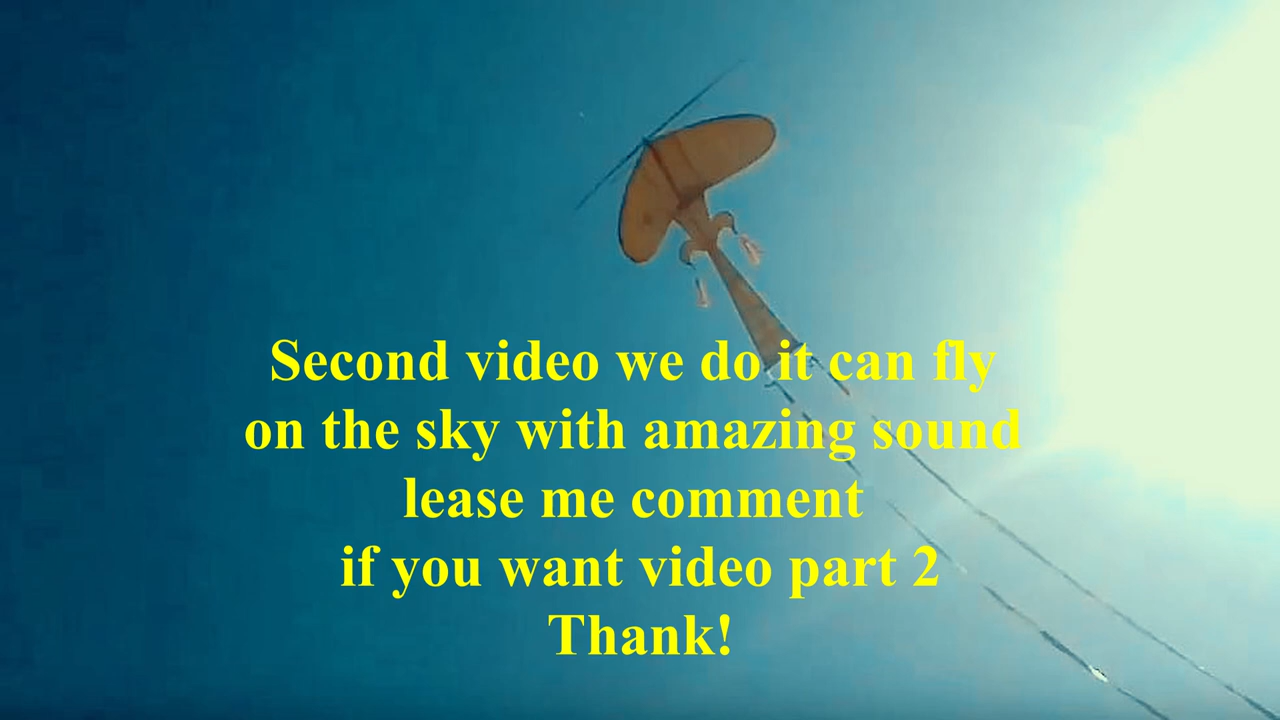 Second video we do it can fly
on the sky with amazing sound
lease me comment
if you want video part 2
Thank!